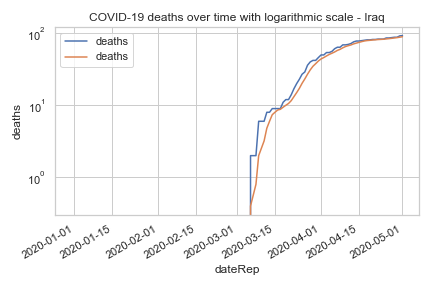 COVID-19 deaths over time with logarithmic scale - Iraq
10²
deaths
deaths
10¹
deaths
10⁰
2020-01-01
2020-01-15
2020-02-01
2020-02-15
2020-03-01
2020-03-15
2020-04-01
2020-04-15
2020-05-01
dateRep